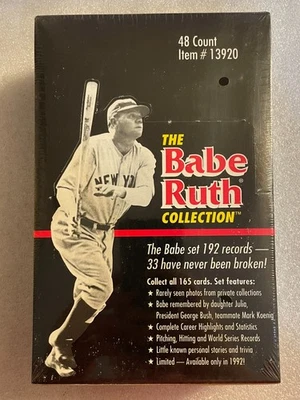 48 Count
Item # 13920
THE
Babe
Ruth®
COLLECTION™
NEW YORK
The Babe set 192 records —
33 have never been broken!
Collect all 165 cards. Set features:
★ Rarely seen photos from private collections
★ Babe remembered by daughter Julia,
President George Bush, teammate Mark Koenig
★ Complete Career Highlights and Statistics
★ Pitching, Hitting and World Series Records
★ Little known personal stories and trivia
★ Limited — Available only in 1992!